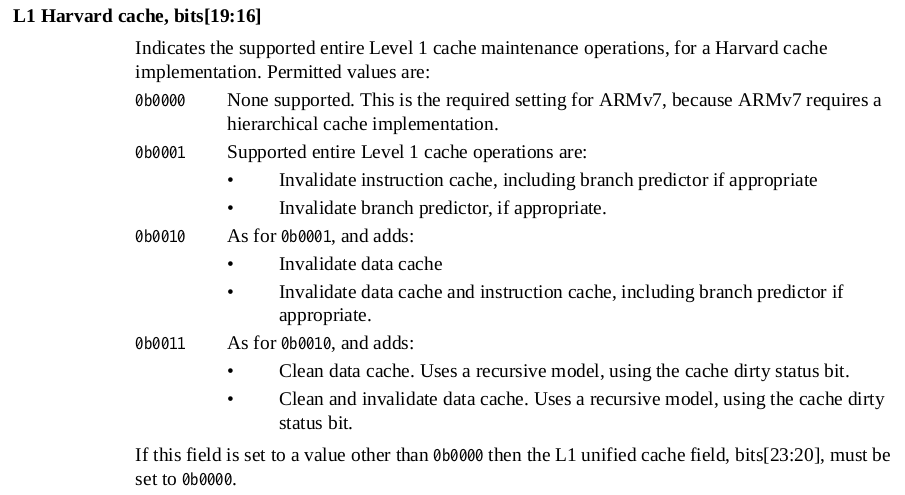 L1 Harvard cache, bits[19:16]
Indicates the supported entire Level 1 cache maintenance operations, for a Harvard cache
implementation. Permitted values are:
0b0000 None supported. This is the required setting for ARMv7, because ARMv7 requires a
hierarchical cache implementation.
0b0001 Supported entire Level 1 cache operations are:
• Invalidate instruction cache, including branch predictor if appropriate
• Invalidate branch predictor, if appropriate.
0b0010 As for 0b0001, and adds:
• Invalidate data cache
• Invalidate data cache and instruction cache, including branch predictor if
appropriate.
0b0011 As for 0b0010, and adds:
• Clean data cache. Uses a recursive model, using the cache dirty status bit.
• Clean and invalidate data cache. Uses a recursive model, using the cache dirty
status bit.
If this field is set to a value other than 0b0000 then the L1 unified cache field, bits[23:20], must be
set to 0b0000.